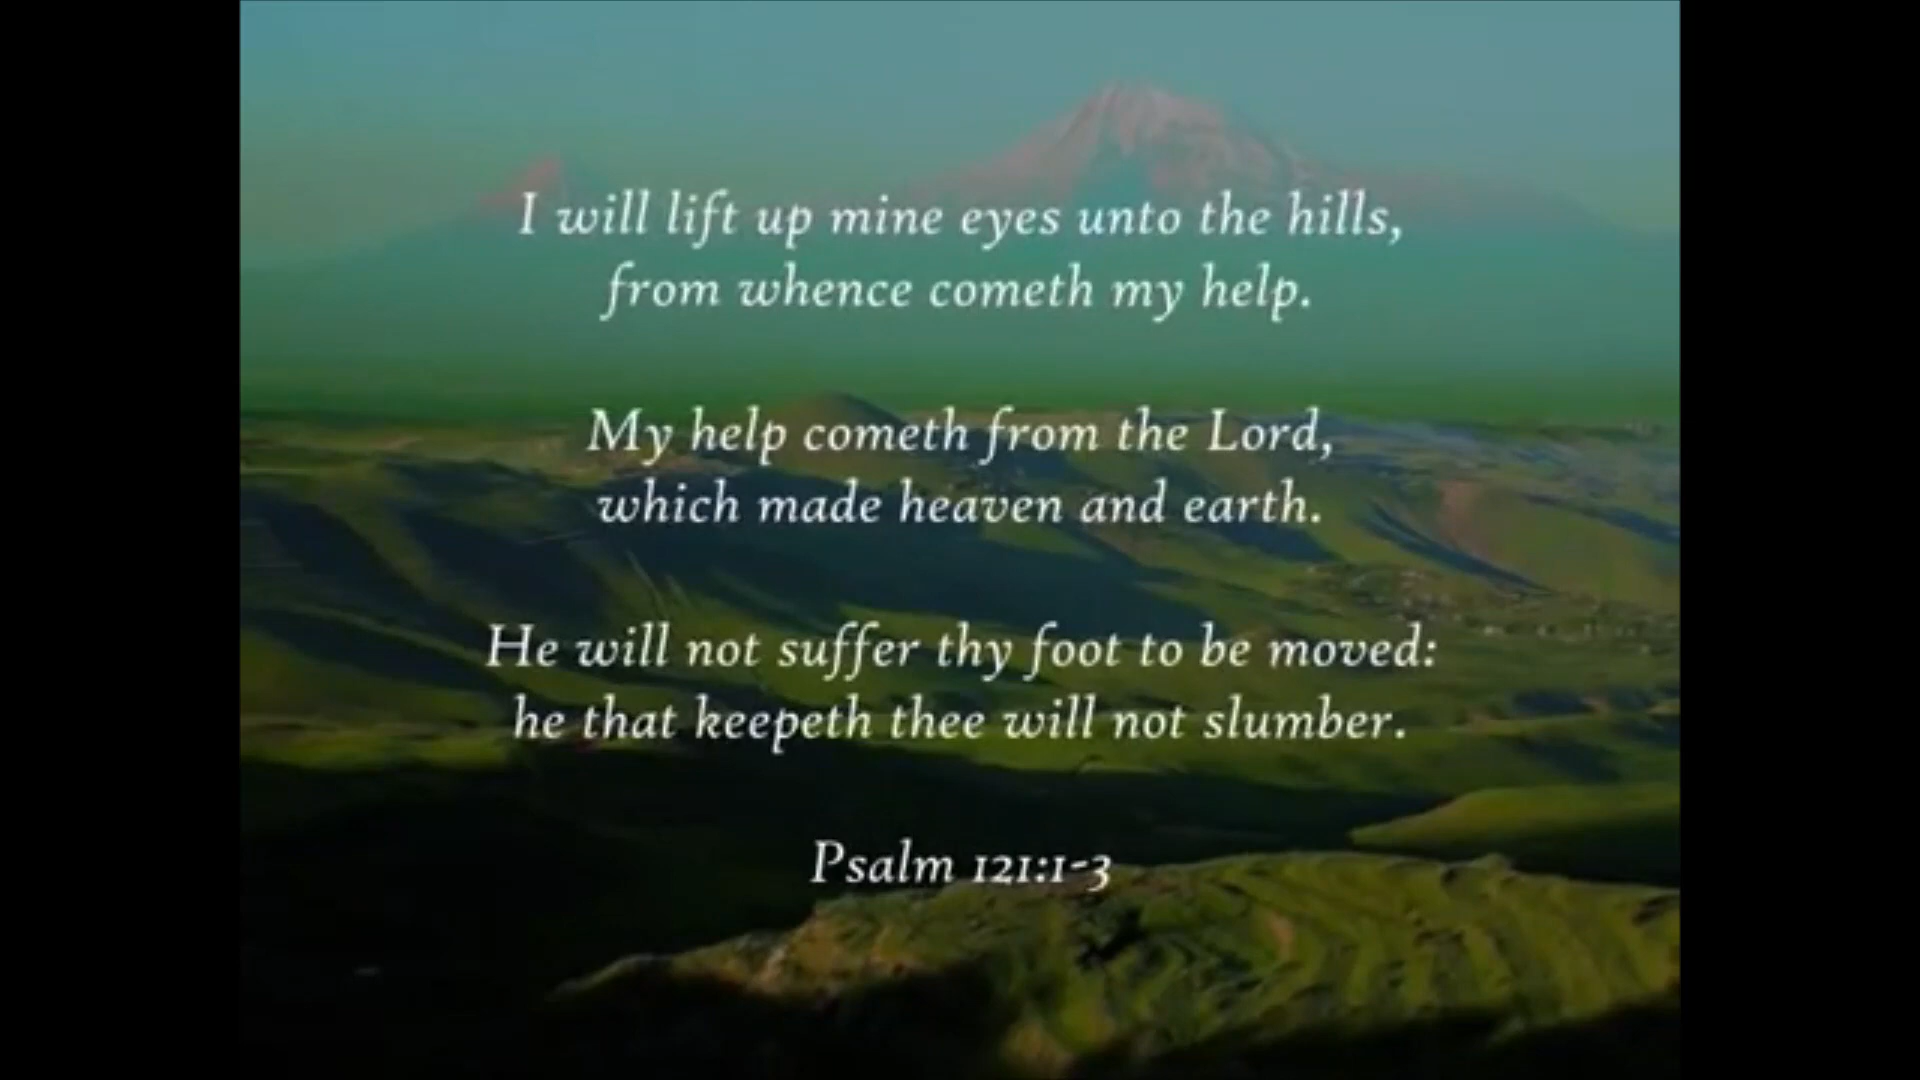 I will lift up mine eyes unto the hills,
from whence cometh my help.
My help cometh from the Lord,
which made heaven and earth.
He will not suffer thy foot to be moved:
he that keepeth thee will not slumber.
Psalm 121:1-3